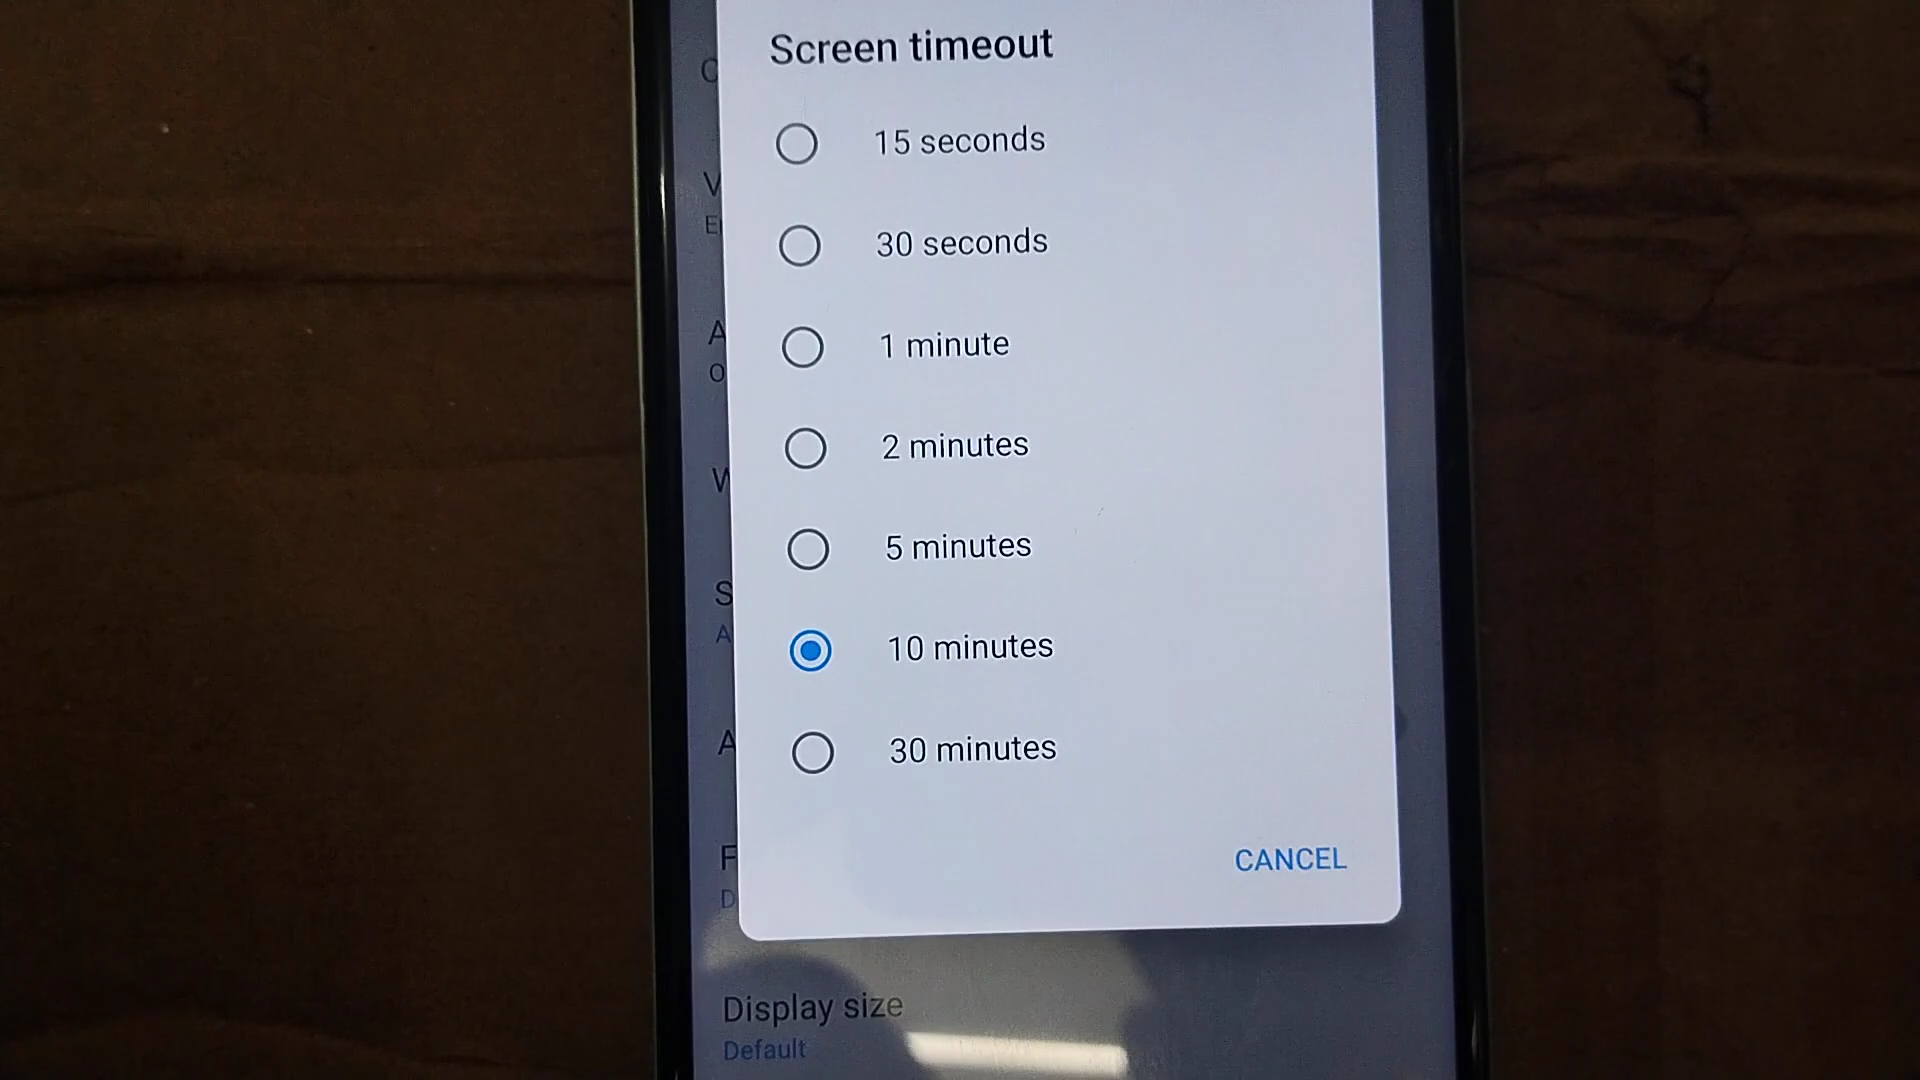 Screen timeout
15 seconds
30 seconds
1 minute
2 minutes
5 minutes
10 minutes
30 minutes
CANCEL
Display size
Default